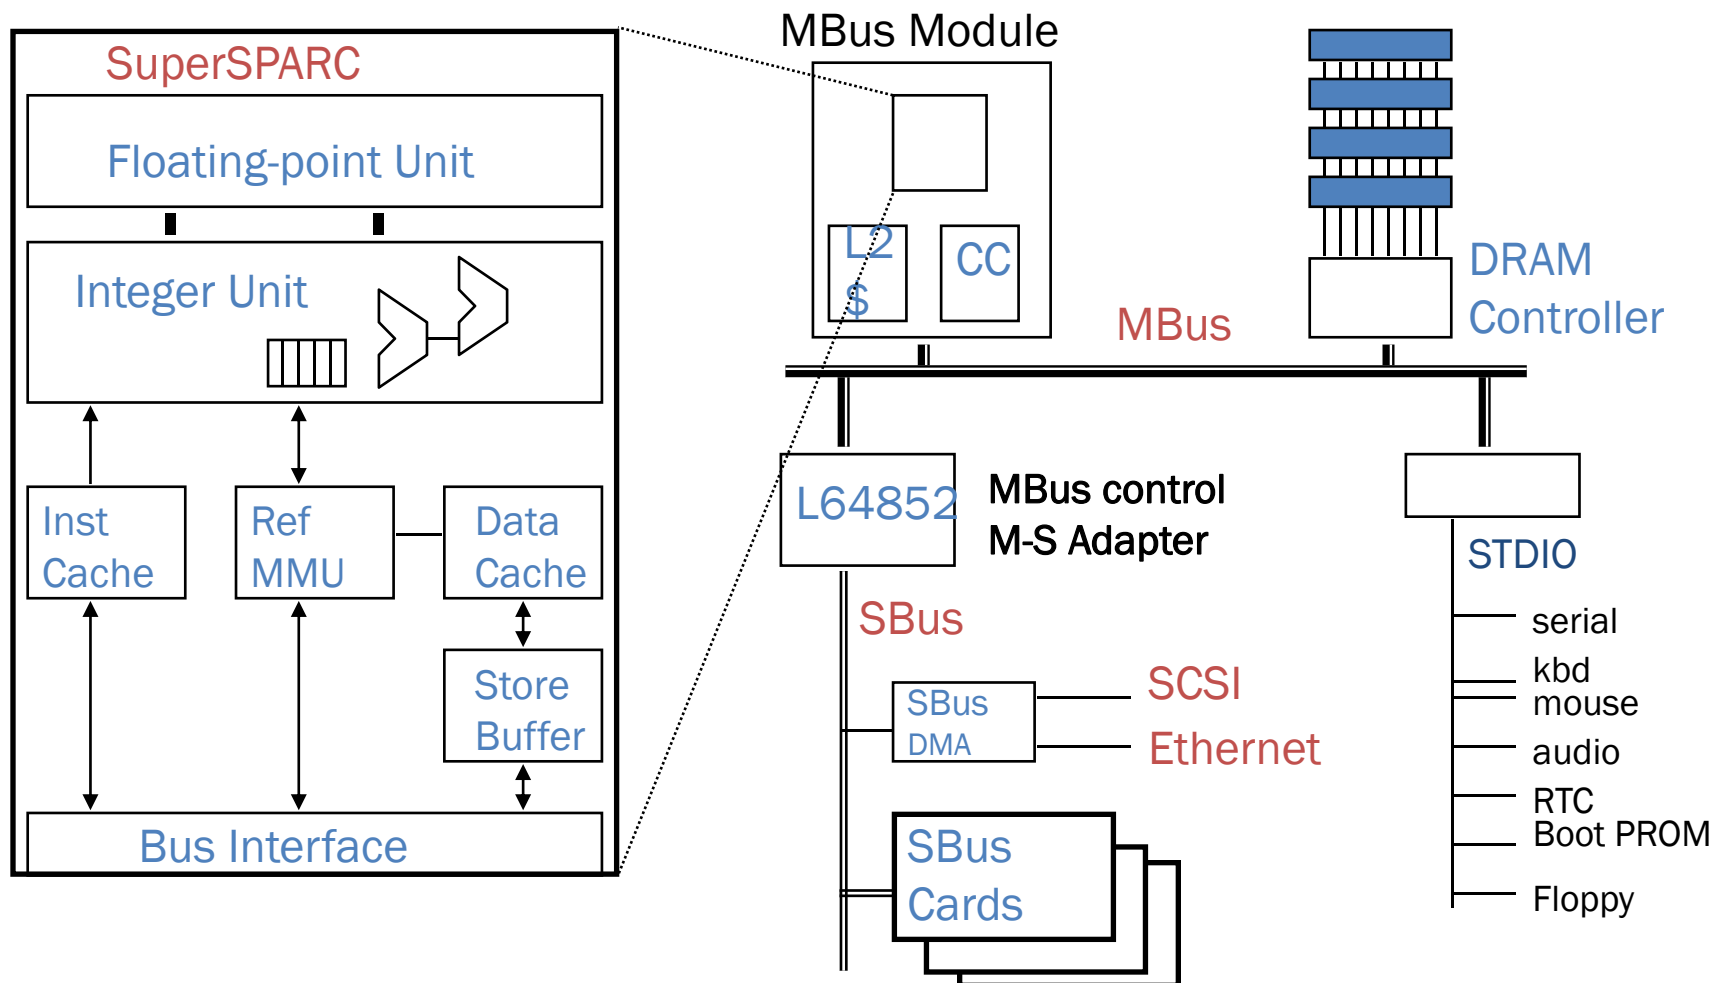 SuperSPARC
Floating-point Unit
Integer Unit
Inst
Cache
Ref
MMU
Data
Cache
Store
Buffer
Bus Interface
MBus Module
L2
$
CC
MBus
DRAM
Controller
L64852
MBus control
M-S Adapter
STDIO
SBus
serial
kbd
mouse
audio
RTC
Boot PROM
Floppy
SBus
DMA
SCSI
Ethernet
SBus
Cards